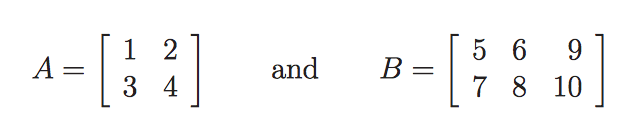 A = [ 1 2 ; 3 4 ] and B = [ 5 6 9 ; 7 8 10 ]